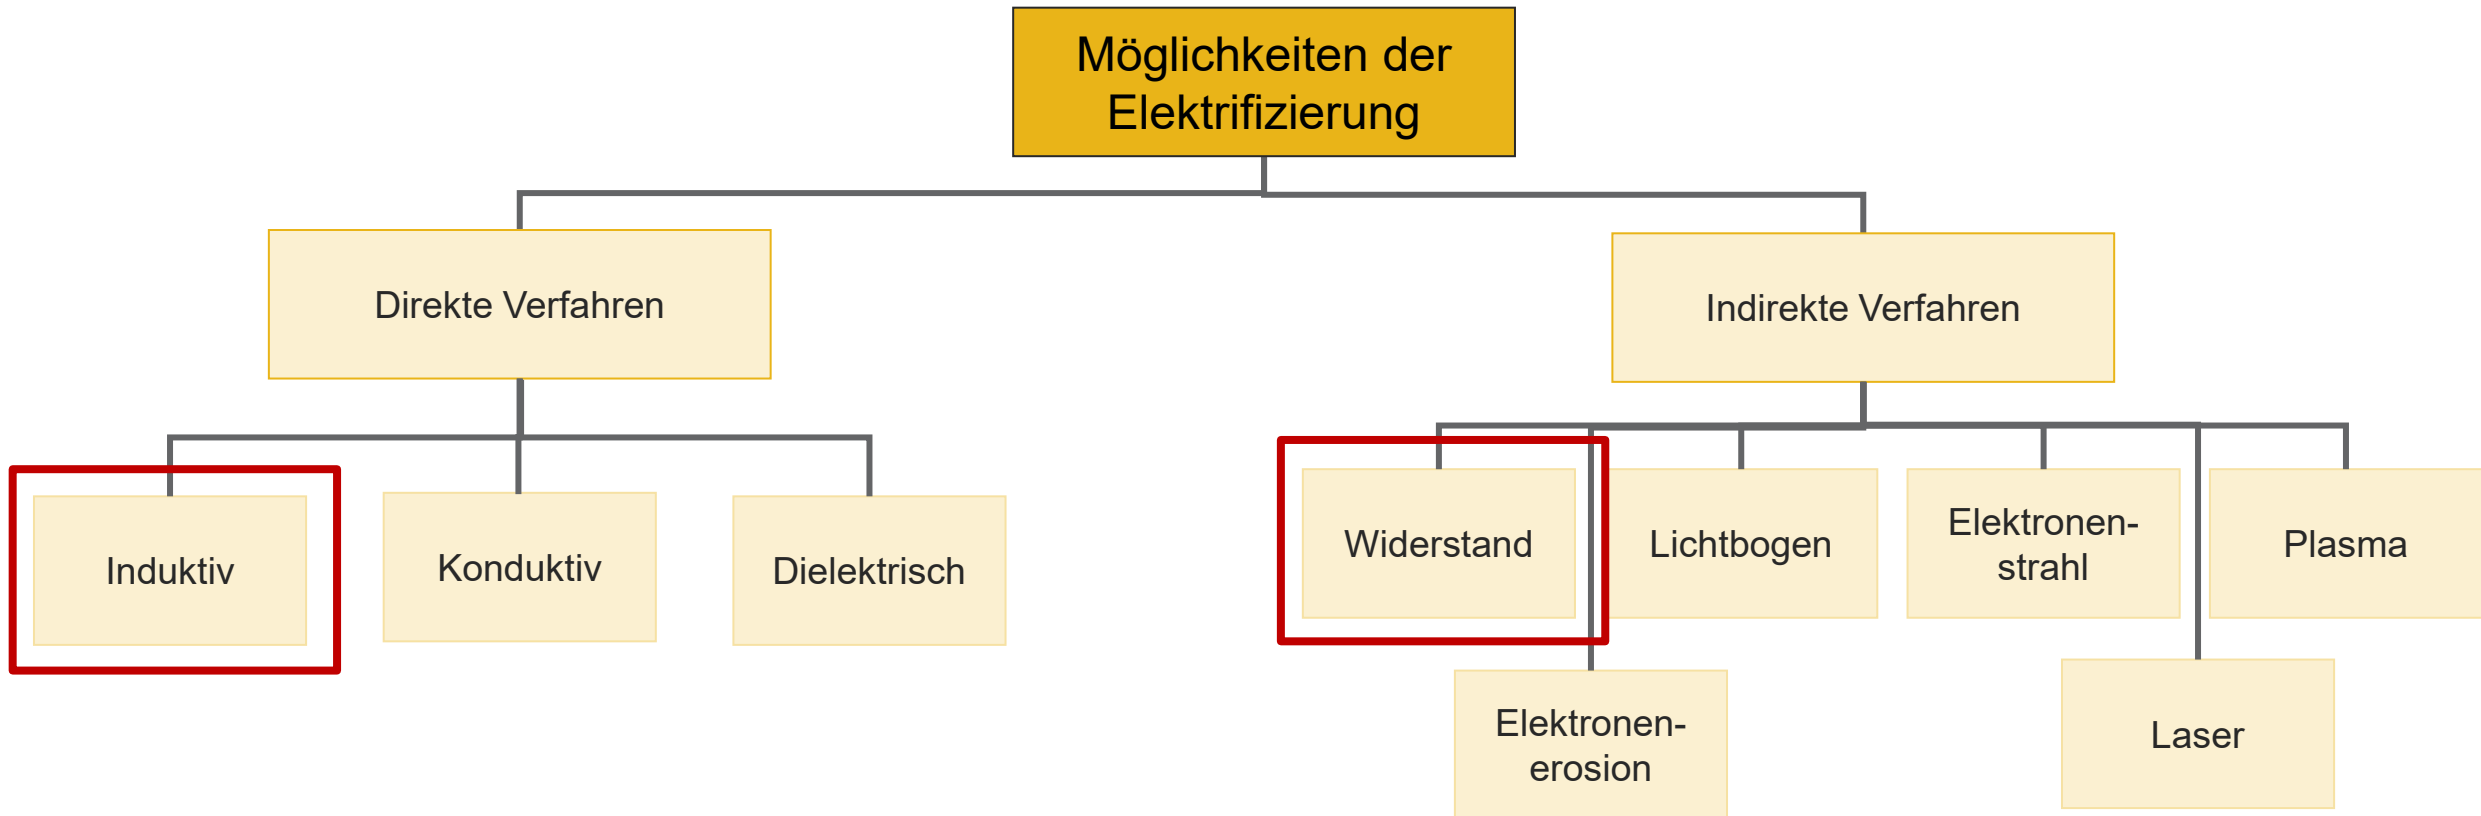 Möglichkeiten der
Elektrifizierung
Direkte Verfahren
Indirekte Verfahren
Induktiv
Konduktiv
Dielektrisch
Widerstand
Lichtbogen
Elektronen-
strahl
Plasma
Elektronen-
erosion
Laser